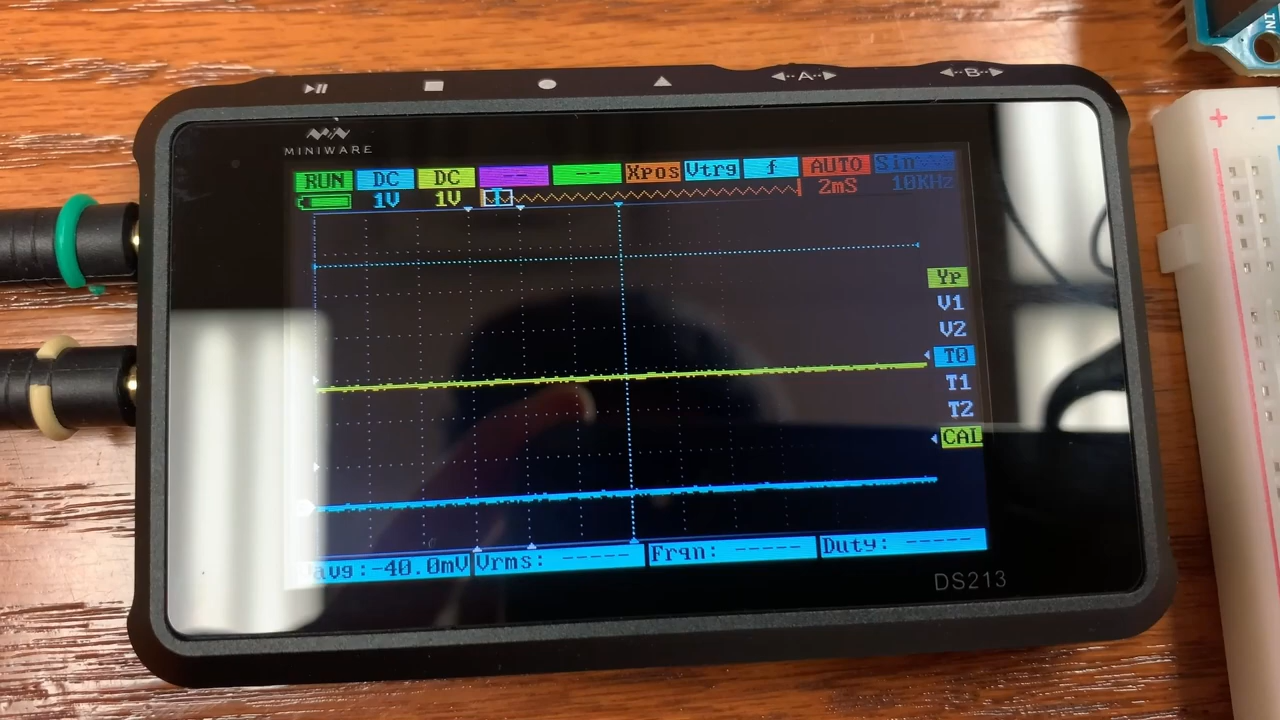 A B
MINIWARE
RUN DC DC -- -- Xpos Vtrg f AUTO Sin
1V 1V 2mS 10KHz
Yp
V1
V2
T0
T1
T2
CAL
avg:-40.0mV Vrms: ----- Frqn: ----- Duty: -----
DS213
+ −